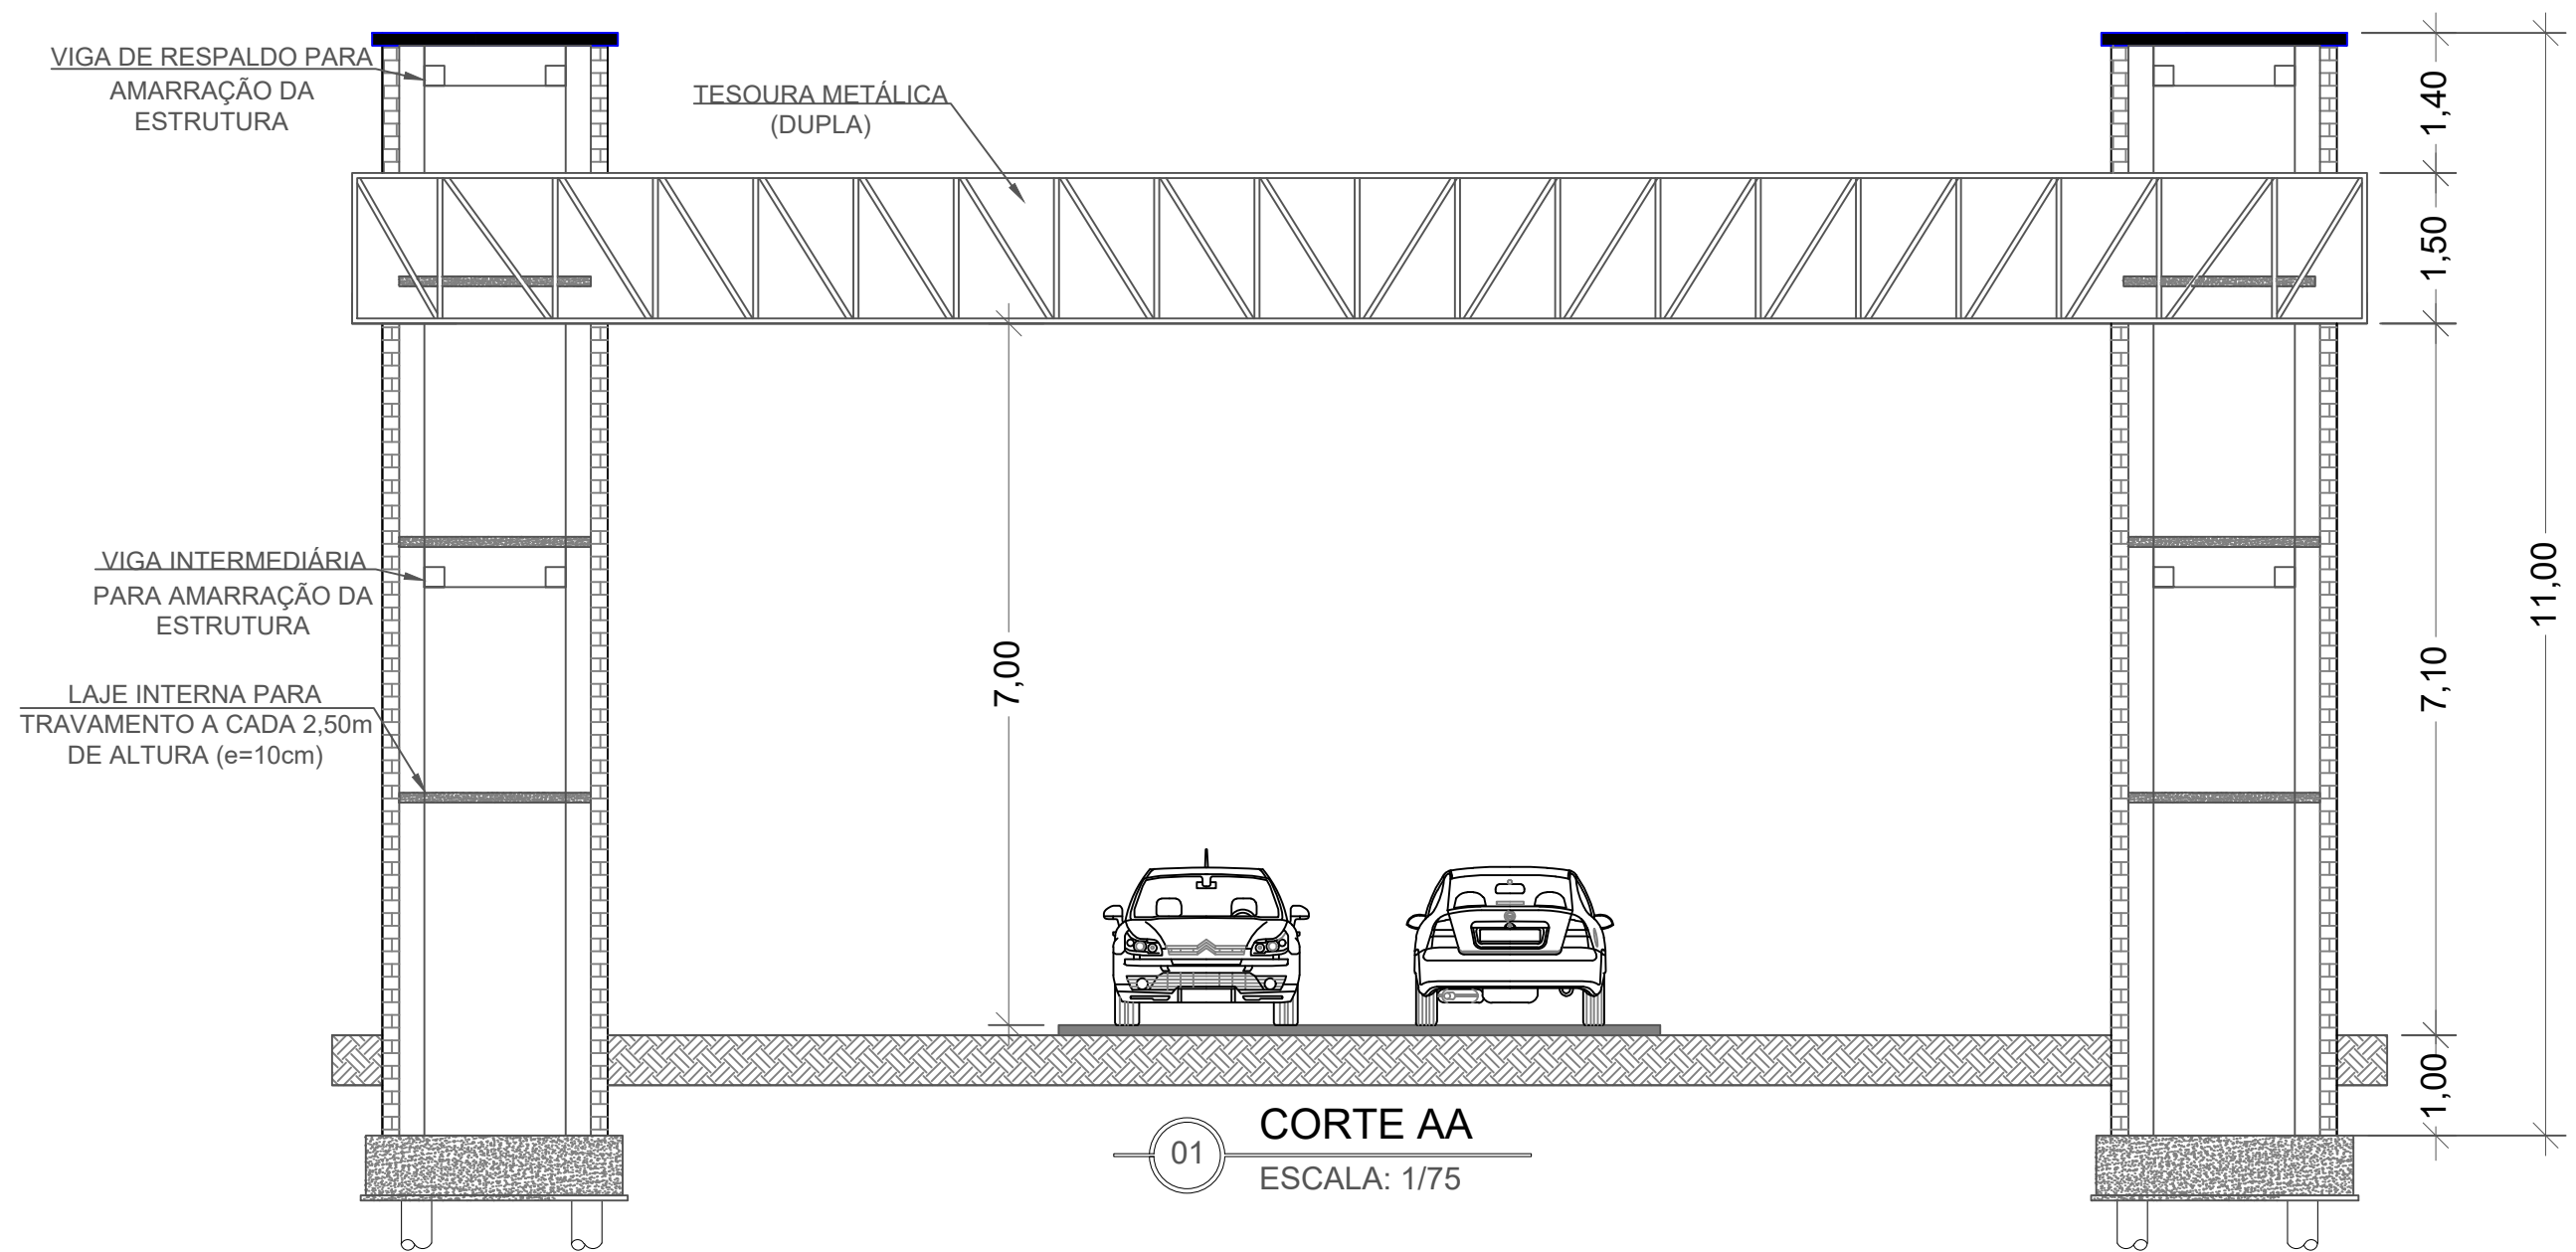 VIGA DE RESPALDO PARA
AMARRAÇÃO DA
ESTRUTURA
TESOURA METÁLICA
(DUPLA)
1,40
1,50
VIGA INTERMEDIÁRIA
PARA AMARRAÇÃO DA
ESTRUTURA
11,00
LAJE INTERNA PARA
TRAVAMENTO A CADA 2,50m
DE ALTURA (e=10cm)
7,00
7,10
1,00
01
CORTE AA
ESCALA: 1/75